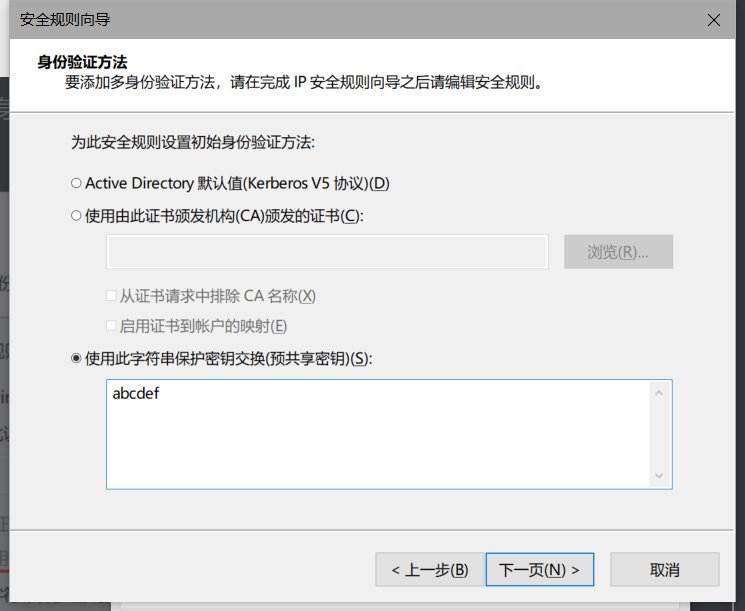 安全规则向导
身份验证方法
要添加多身份验证方法，请在完成 IP 安全规则向导之后请编辑安全规则。
为此安全规则设置初始身份验证方法:
Active Directory 默认值(Kerberos V5 协议)(D)
使用由此证书颁发机构(CA)颁发的证书(C):
浏览(R)...
从证书请求中排除 CA 名称(X)
启用证书到帐户的映射(E)
使用此字符串保护密钥交换(预共享密钥)(S):
abcdef
< 上一步(B)
下一页(N) >
取消